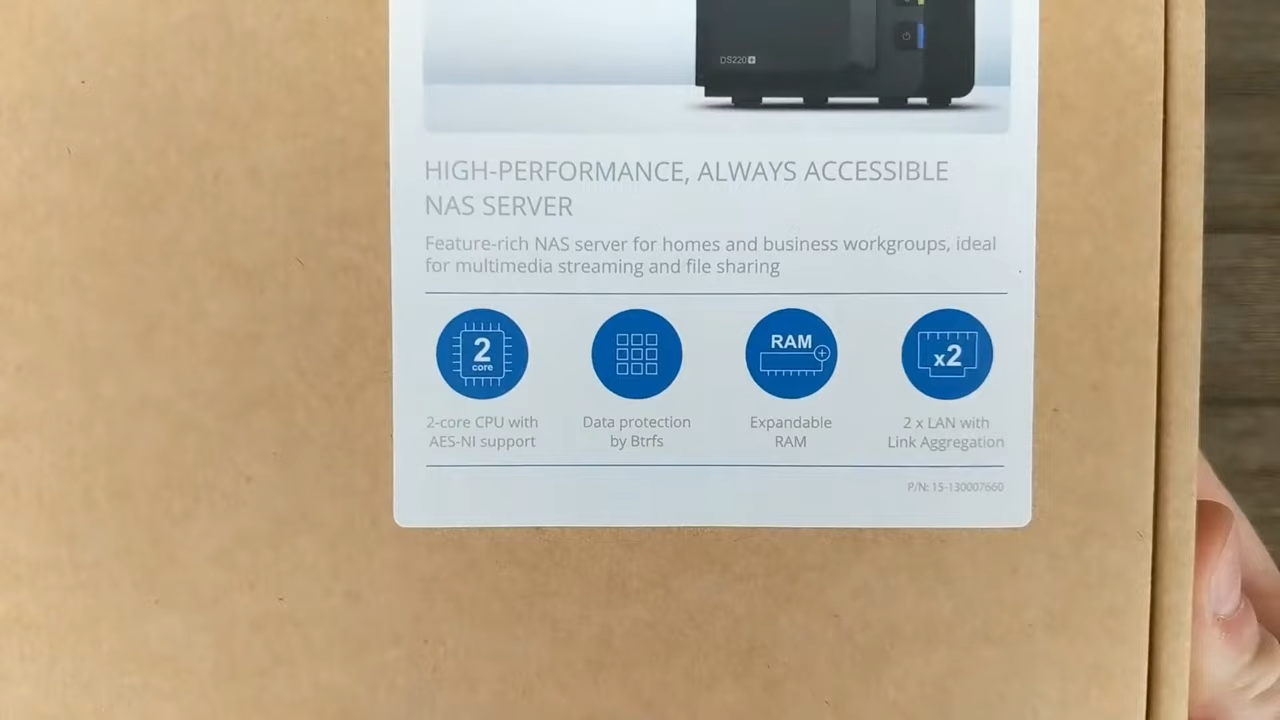 DS220+
HIGH-PERFORMANCE, ALWAYS ACCESSIBLE
NAS SERVER
Feature-rich NAS server for homes and business workgroups, ideal
for multimedia streaming and file sharing
2
core
RAM
x2
2-core CPU with
AES-NI support
Data protection
by Btrfs
Expandable
RAM
2 x LAN with
Link Aggregation
P/N: 15-130007660